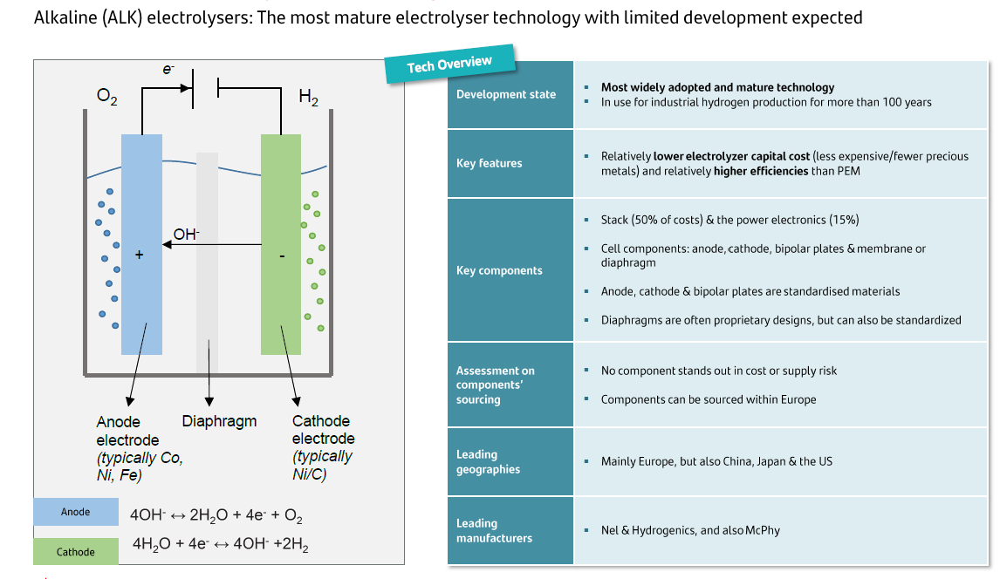 Alkaline (ALK) electrolysers: The most mature electrolyser technology with limited development expected
e-
O2
H2
OH-
+
-
Anode
electrode
(typically Co,
Ni, Fe)
Diaphragm
Cathode
electrode
(typically
Ni/C)
Anode
4OH- ↔ 2H2O + 4e- + O2
Cathode
4H2O + 4e- ↔ 4OH- +2H2
Tech Overview
Development state
▪ Most widely adopted and mature technology
▪ In use for industrial hydrogen production for more than 100 years
Key features
▪ Relatively lower electrolyzer capital cost (less expensive/fewer precious
metals) and relatively higher efficiencies than PEM
Key components
▪ Stack (50% of costs) & the power electronics (15%)
▪ Cell components: anode, cathode, bipolar plates & membrane or
diaphragm
▪ Anode, cathode & bipolar plates are standardised materials
▪ Diaphragms are often proprietary designs, but can also be standardized
Assessment on
components’
sourcing
▪ No component stands out in cost or supply risk
▪ Components can be sourced within Europe
Leading
geographies
▪ Mainly Europe, but also China, Japan & the US
Leading
manufacturers
▪ Nel & Hydrogenics, and also McPhy